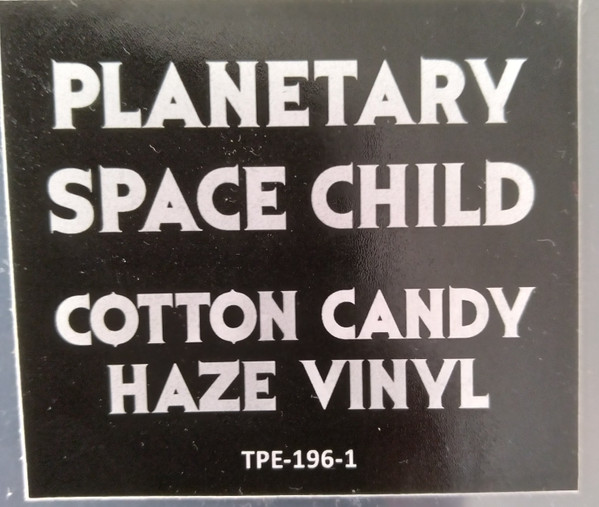 PLANETARY
SPACE CHILD
COTTON CANDY
HAZE VINYL
TPE-196-1